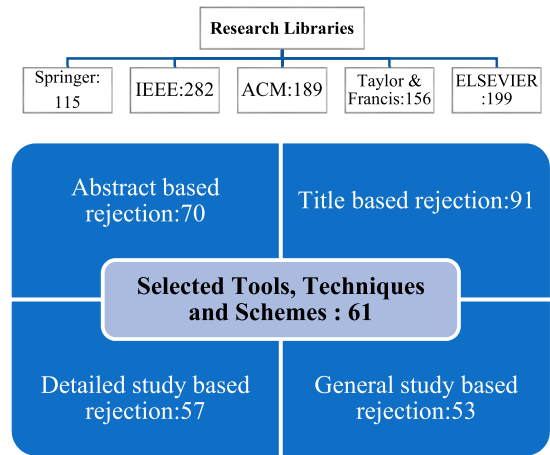 Research Libraries
Springer:
115
IEEE:282
ACM:189
Taylor &
Francis:156
ELSEVIER
:199
Abstract based
rejection:70
Title based rejection:91
Selected Tools, Techniques
and Schemes : 61
Detailed study based
rejection:57
General study based
rejection:53